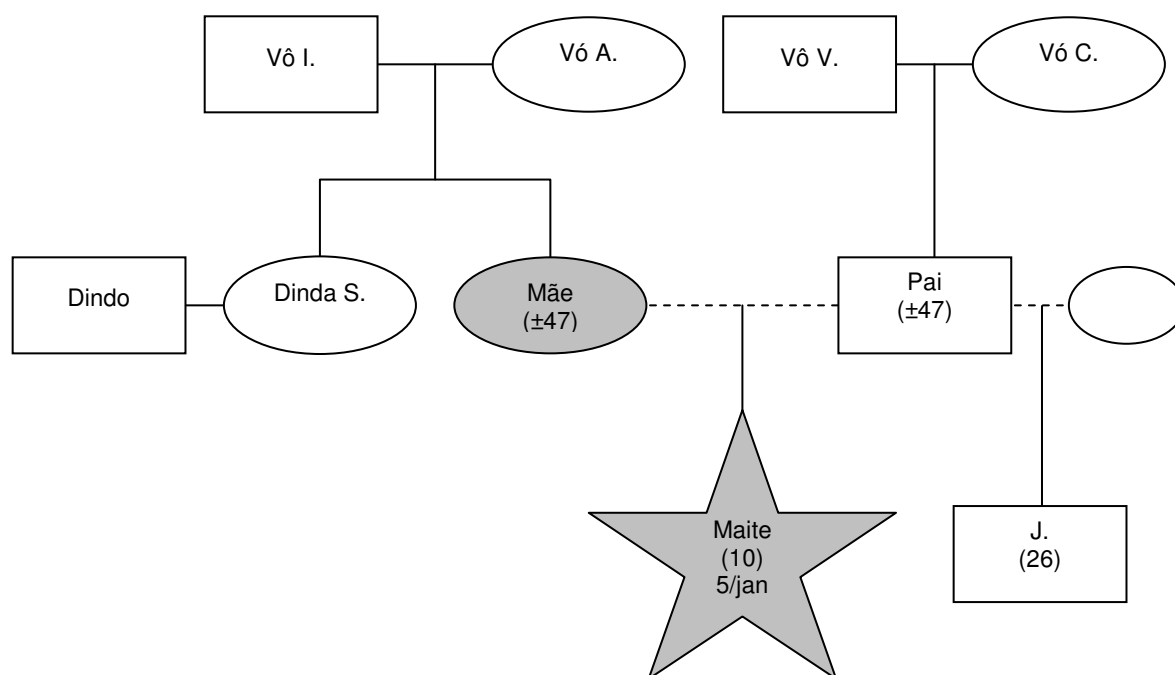 Vô I.
Vó A.
Vô V.
Vó C.
Dindo
Dinda S.
Mãe
(±47)
Pai
(±47)
Maite
(10)
5/jan
J.
(26)